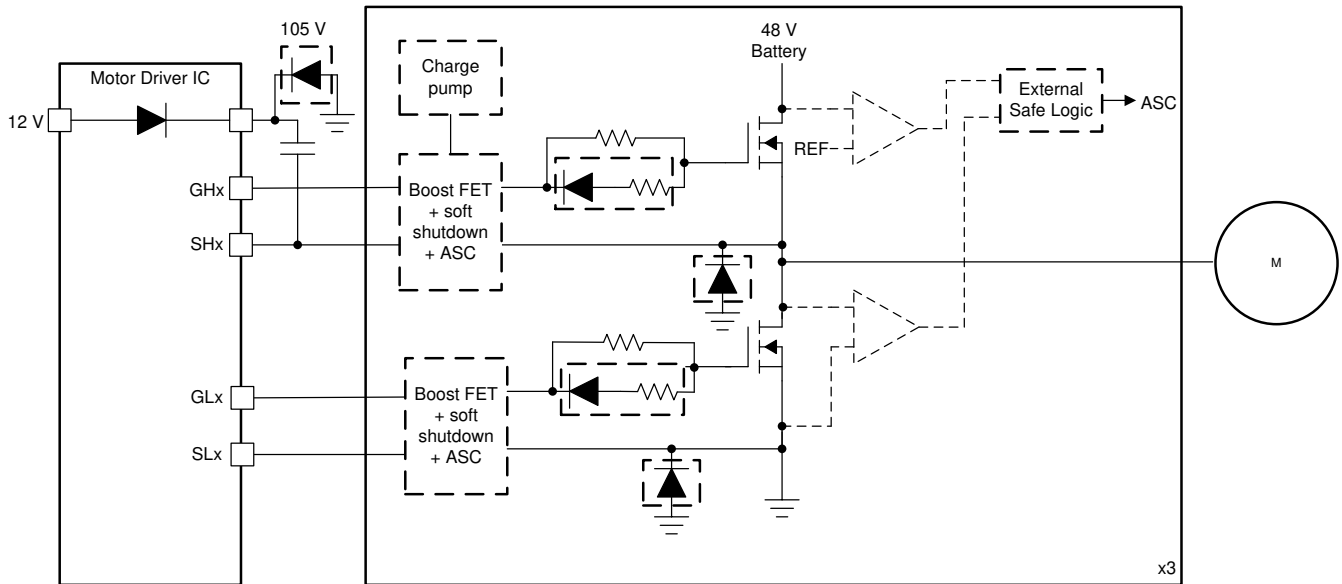 105 V
48 V
Battery
Motor Driver IC
Charge
pump
External
Safe Logic
ASC
12 V
REF
GHx
Boost FET
+ soft
shutdown
+ ASC
SHx
M
GLx
Boost FET
+ soft
shutdown
+ ASC
SLx
x3